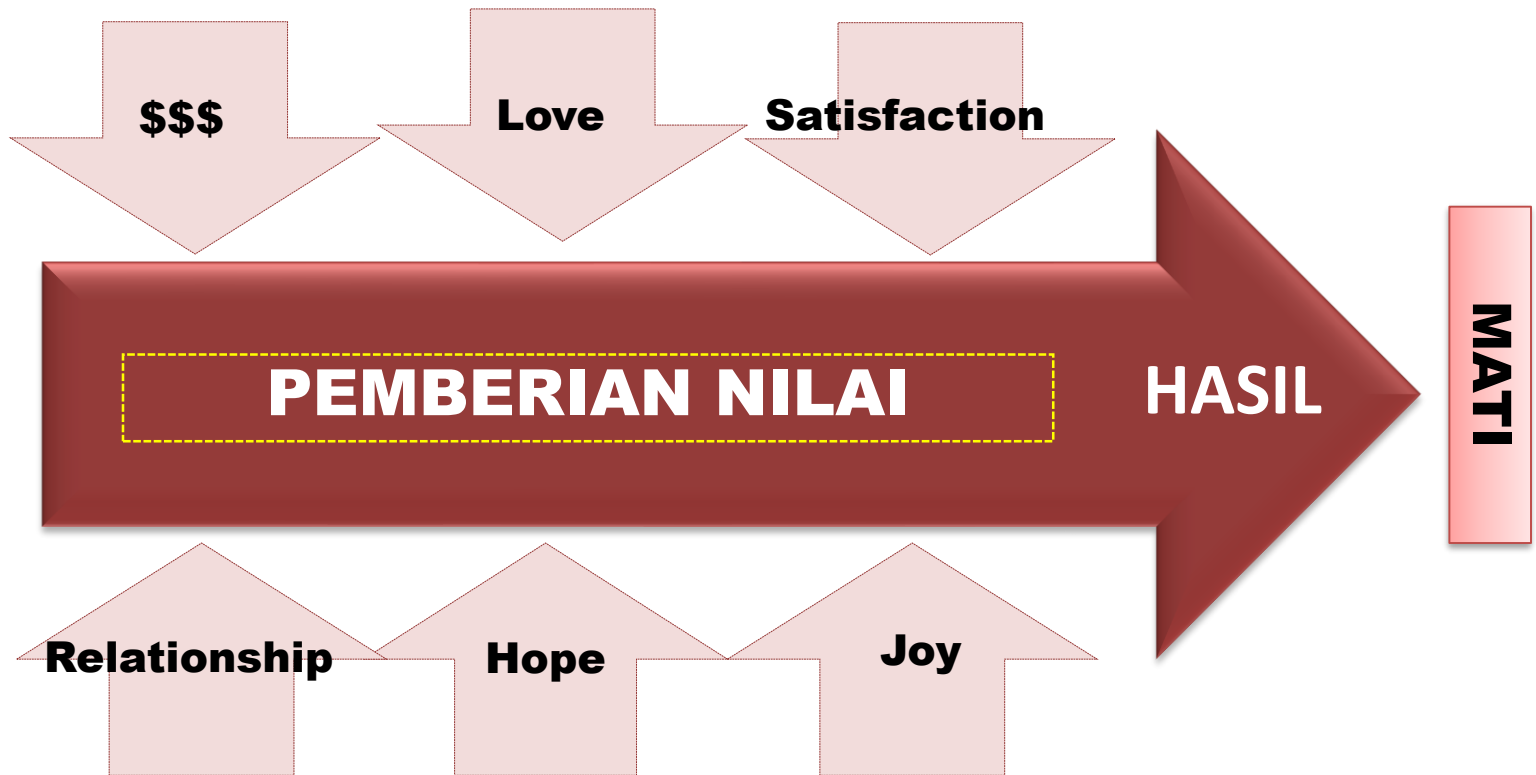 $$$
Love
Satisfaction
PEMBERIAN NILAI
HASIL
MATI
Relationship
Hope
Joy